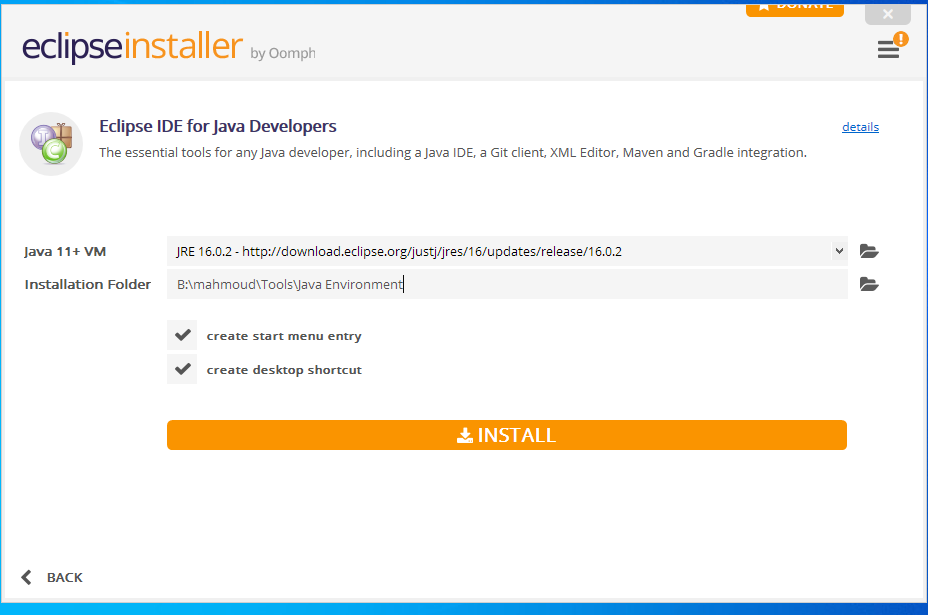 DONATE
eclipseinstaller by Oomph
Eclipse IDE for Java Developers
details
The essential tools for any Java developer, including a Java IDE, a Git client, XML Editor, Maven and Gradle integration.
Java 11+ VM
JRE 16.0.2 - http://download.eclipse.org/justj/jres/16/updates/release/16.0.2
Installation Folder
B:\mahmoud\Tools\Java Environment
create start menu entry
create desktop shortcut
INSTALL
BACK